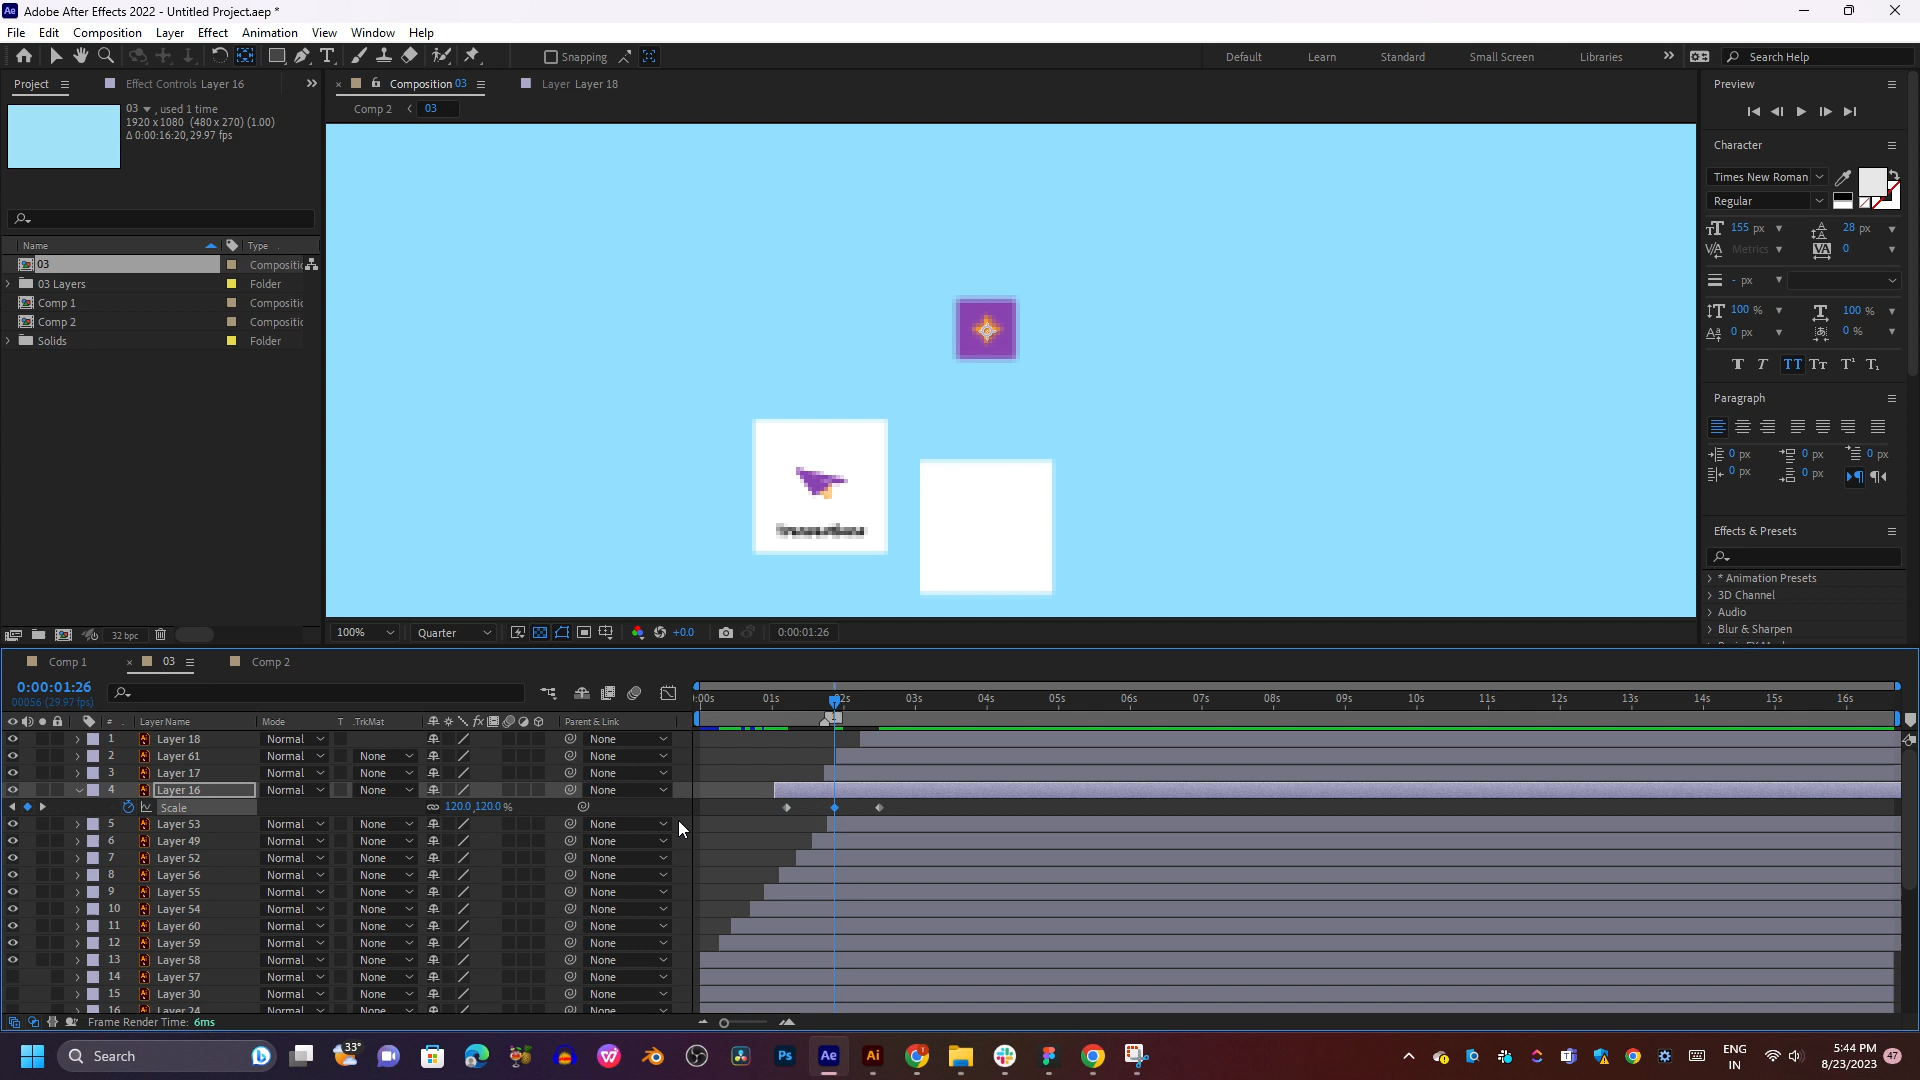 Adobe After Effects 2022 - Untitled Project.aep *
File Edit Composition Layer Effect Animation View Window Help
Snapping
Default Learn Standard Small Screen Libraries
Search Help
Project
Effect Controls Layer 16
Composition 03
Layer Layer 18
Comp 2 03
03 , used 1 time
1920 x 1080 (480 x 270) (1.00)
Δ 0:00:16:20, 29.97 fps
Name Type
03 Compositic
03 Layers Folder
Comp 1 Compositic
Comp 2 Compositic
Solids Folder
32 bpc
100% Quarter +0.0 0:00:01:26
Preview
Character
Times New Roman
Regular
155 px 28 px
Metrics 0
- px
100 % 100 %
0 px 0 %
Paragraph
0 px 0 px 0 px
0 px 0 px
Effects & Presets
* Animation Presets
3D Channel
Audio
Blur & Sharpen
Comp 1 03 Comp 2
0:00:01:26
00056 (29.97 fps)
:00s 01s 02s 03s 04s 05s 06s 07s 08s 09s 10s 11s 12s 13s 14s 15s 16s
# Layer Name Mode T .TrkMat Parent & Link
1 Layer 18 Normal None
2 Layer 61 Normal None None
3 Layer 17 Normal None None
4 Layer 16 Normal None None
Scale 120.0,120.0 %
5 Layer 53 Normal None None
6 Layer 49 Normal None None
7 Layer 52 Normal None None
8 Layer 56 Normal None None
9 Layer 55 Normal None None
10 Layer 54 Normal None None
11 Layer 60 Normal None None
12 Layer 59 Normal None None
13 Layer 58 Normal None None
14 Layer 57 Normal None None
15 Layer 30 Normal None None
16 Layer 24 Normal None None
Frame Render Time: 6ms
Search
33°
ENG
IN
5:44 PM
8/23/2023
47